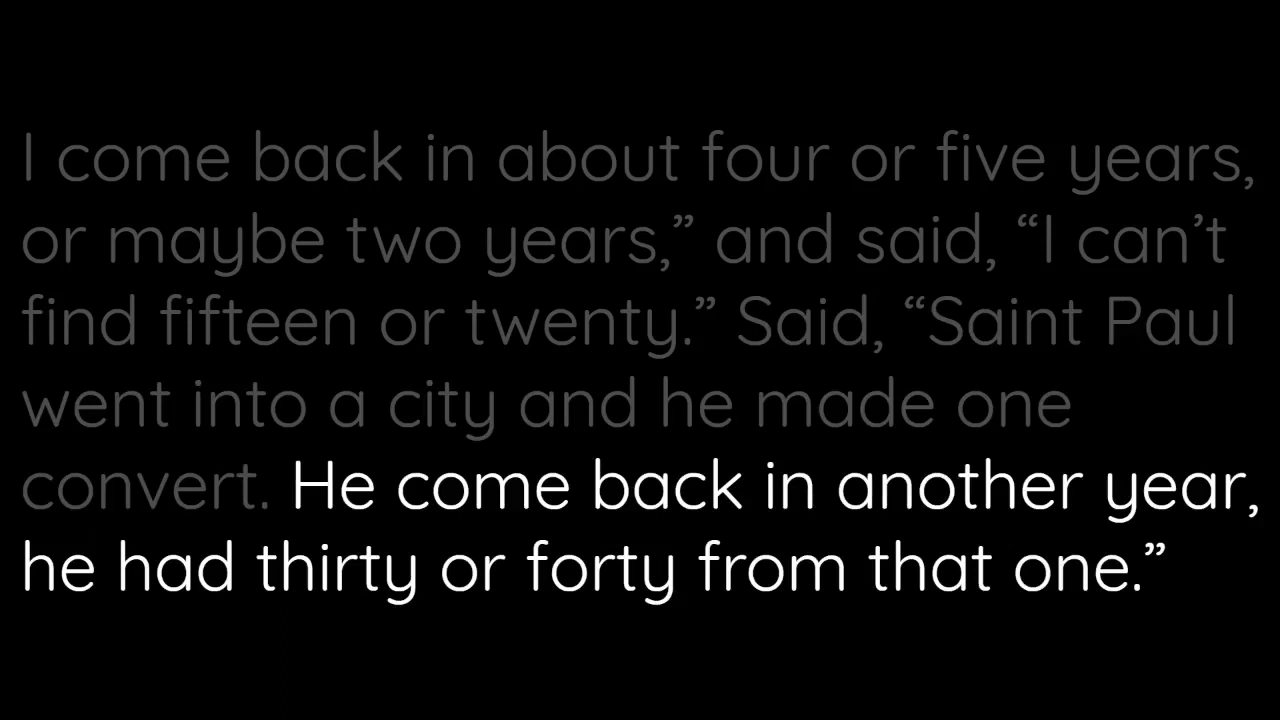 I come back in about four or five years,
or maybe two years,” and said, “I can’t
find fifteen or twenty.” Said, “Saint Paul
went into a city and he made one
convert. He come back in another year,
he had thirty or forty from that one.”